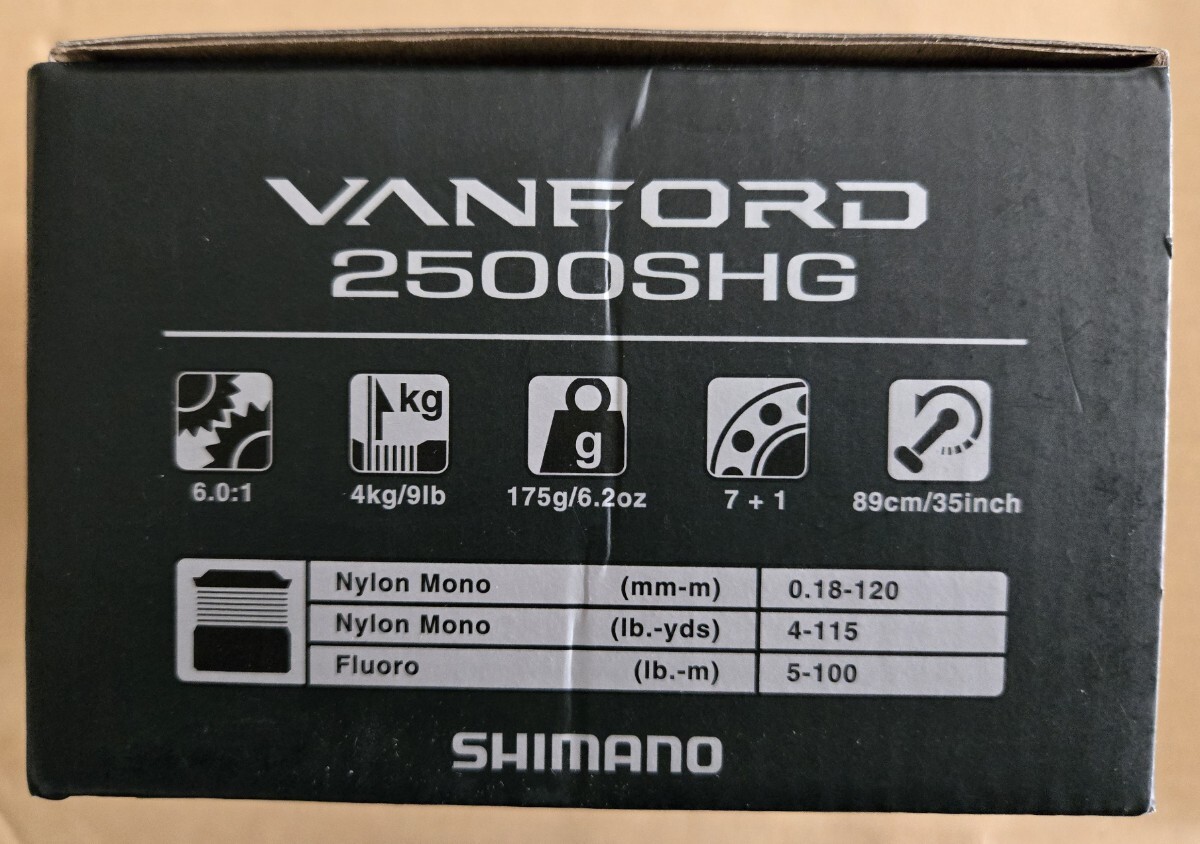 VANFORD
2500SHG
kg
g
6.0:1 4kg/9lb 175g/6.2oz 7 + 1 89cm/35inch
Nylon Mono (mm-m) 0.18-120
Nylon Mono (lb.-yds) 4-115
Fluoro (lb.-m) 5-100
SHIMANO